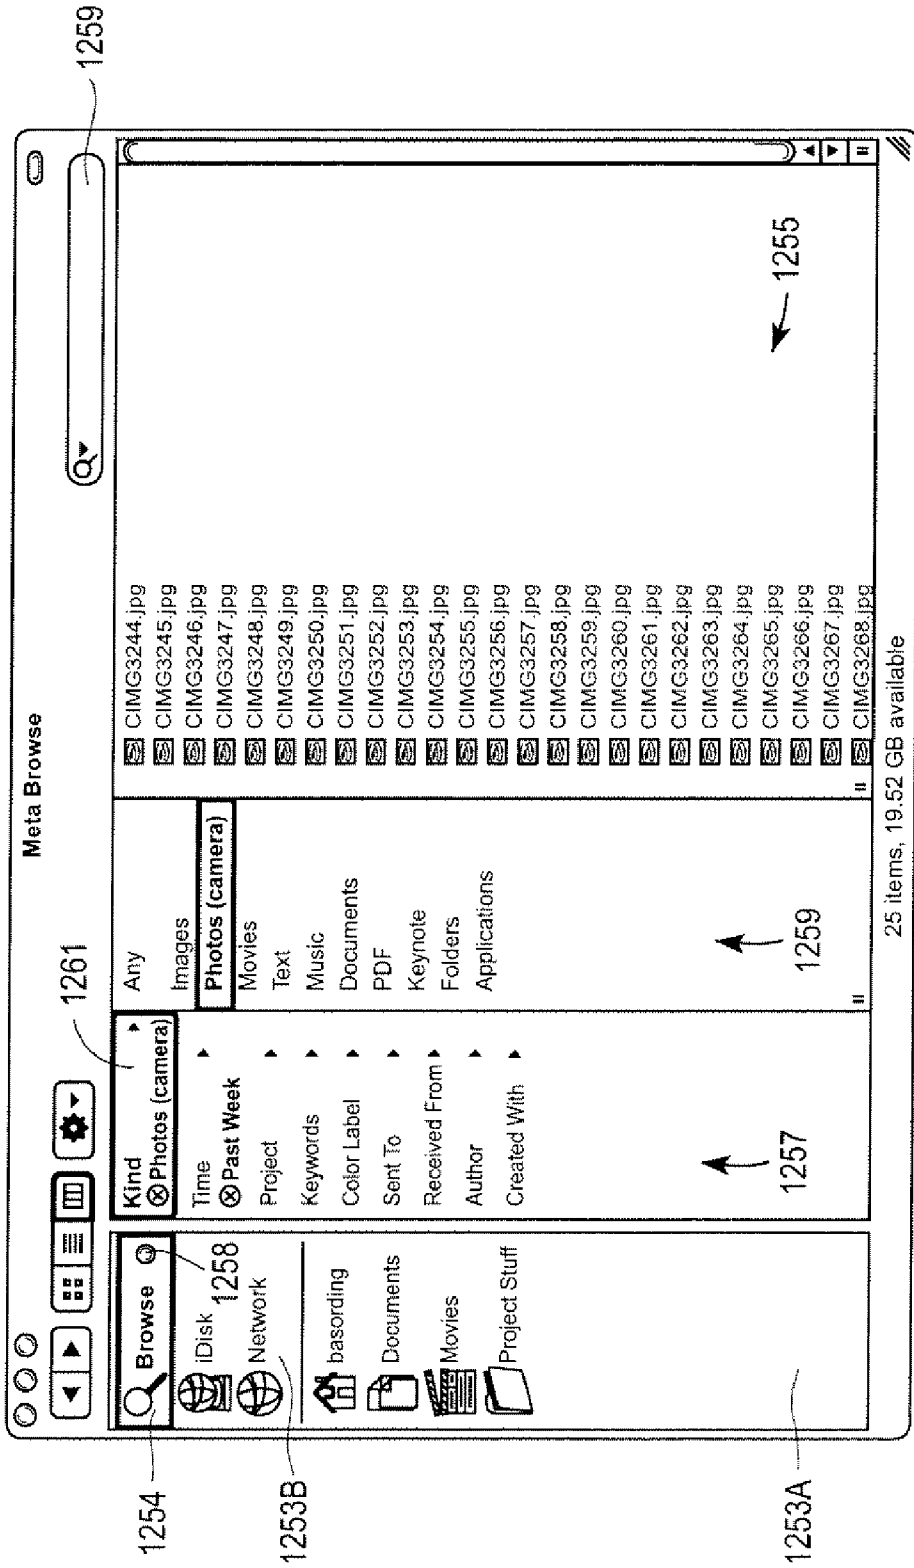 1259
Meta Browse
1261
Browse
1258
iDisk
Network
basording
Documents
Movies
Project Stuff
1254
1253B
1253A
Kind
Photos (camera)
Time
Past Week
Project
Keywords
Color Label
Sent To
Received From
Author
Created With
1257
Any
Images
Photos (camera)
Movies
Text
Music
Documents
PDF
Keynote
Folders
Applications
1259
CIMG3244.jpg
CIMG3245.jpg
CIMG3246.jpg
CIMG3247.jpg
CIMG3248.jpg
CIMG3249.jpg
CIMG3250.jpg
CIMG3251.jpg
CIMG3252.jpg
CIMG3253.jpg
CIMG3254.jpg
CIMG3255.jpg
CIMG3256.jpg
CIMG3257.jpg
CIMG3258.jpg
CIMG3259.jpg
CIMG3260.jpg
CIMG3261.jpg
CIMG3262.jpg
CIMG3263.jpg
CIMG3264.jpg
CIMG3265.jpg
CIMG3266.jpg
CIMG3267.jpg
CIMG3268.jpg
1255
25 items, 19.52 GB available